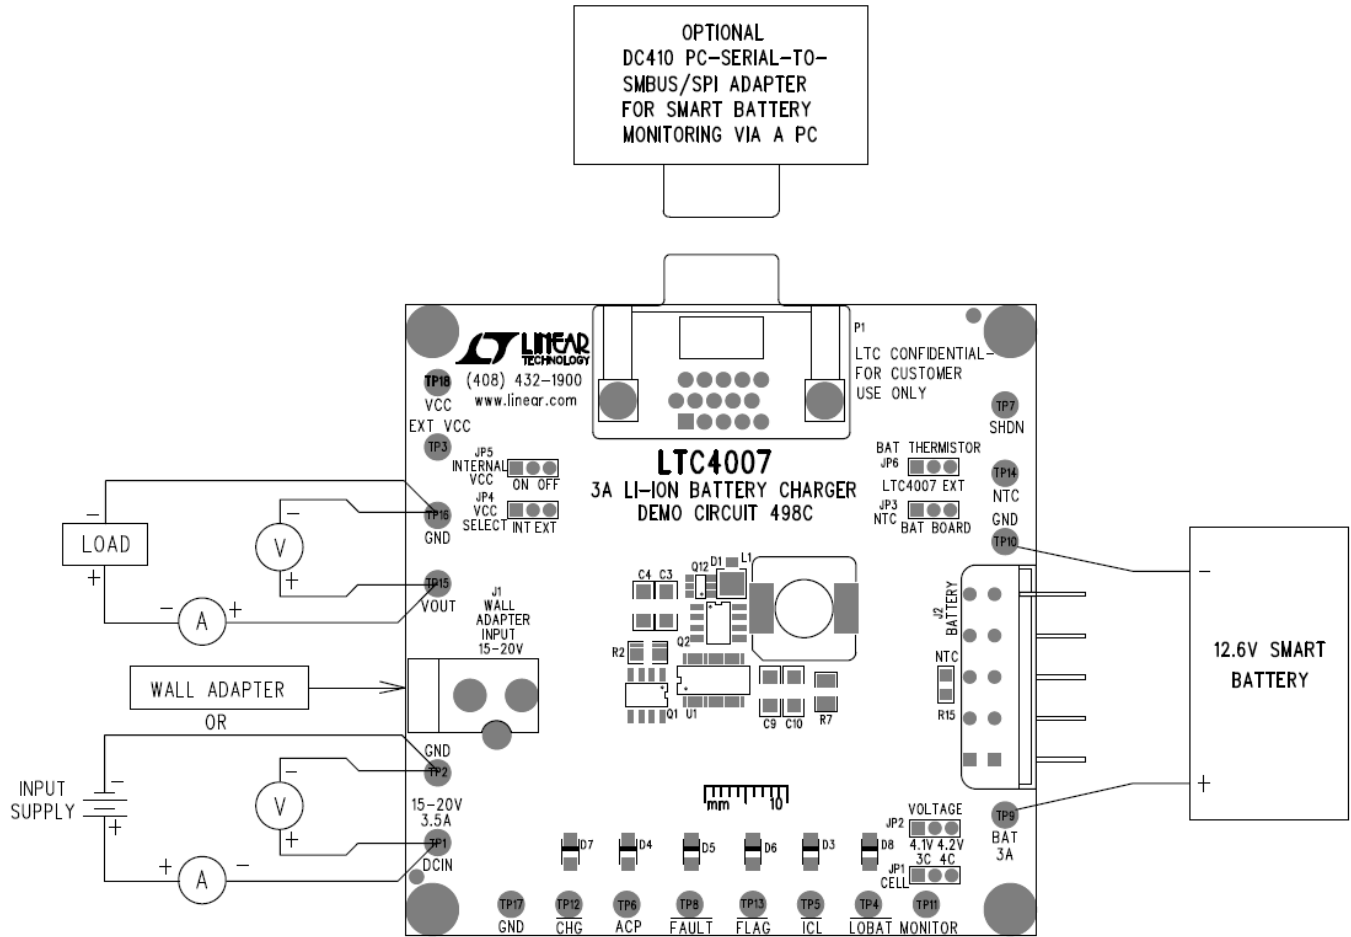 OPTIONAL
DC410 PC-SERIAL-TO-
SMBUS/SPI ADAPTER
FOR SMART BATTERY
MONITORING VIA A PC
LINEAR
TECHNOLOGY
(408) 432-1900
www.linear.com
P1
LTC CONFIDENTIAL-
FOR CUSTOMER
USE ONLY
TP18
VCC
EXT VCC
TP3
JP5
INTERNAL
VCC
ON OFF
JP4
VCC
SELECT
INT EXT
LTC4007
3A LI-ION BATTERY CHARGER
DEMO CIRCUIT 498C
TP7
SHDN
BAT THERMISTOR
JP6
LTC4007 EXT
TP14
NTC
JP3
NTC
BAT BOARD
GND
TP10
-
LOAD
+
-
V
+
TP16
GND
TP15
VOUT
- A +
J1
WALL
ADAPTER
INPUT
15-20V
C4 C3
Q12
D1
L1
R2
Q2
Q1
U1
C9 C10
R7
J2
BATTERY
NTC
R15
-
12.6V SMART
BATTERY
+
WALL ADAPTER
OR
INPUT
SUPPLY
-
+
-
V
+
+ A -
GND
TP2
15-20V
3.5A
TP1
DCIN
mm 10
VOLTAGE
JP2
4.1V 4.2V
3C 4C
JP1
CELL
TP9
BAT
3A
D7
D4
D5
D6
D3
D8
TP17
GND
TP12
CHG
TP6
ACP
TP8
FAULT
TP13
FLAG
TP5
ICL
TP4
LOBAT
TP11
MONITOR